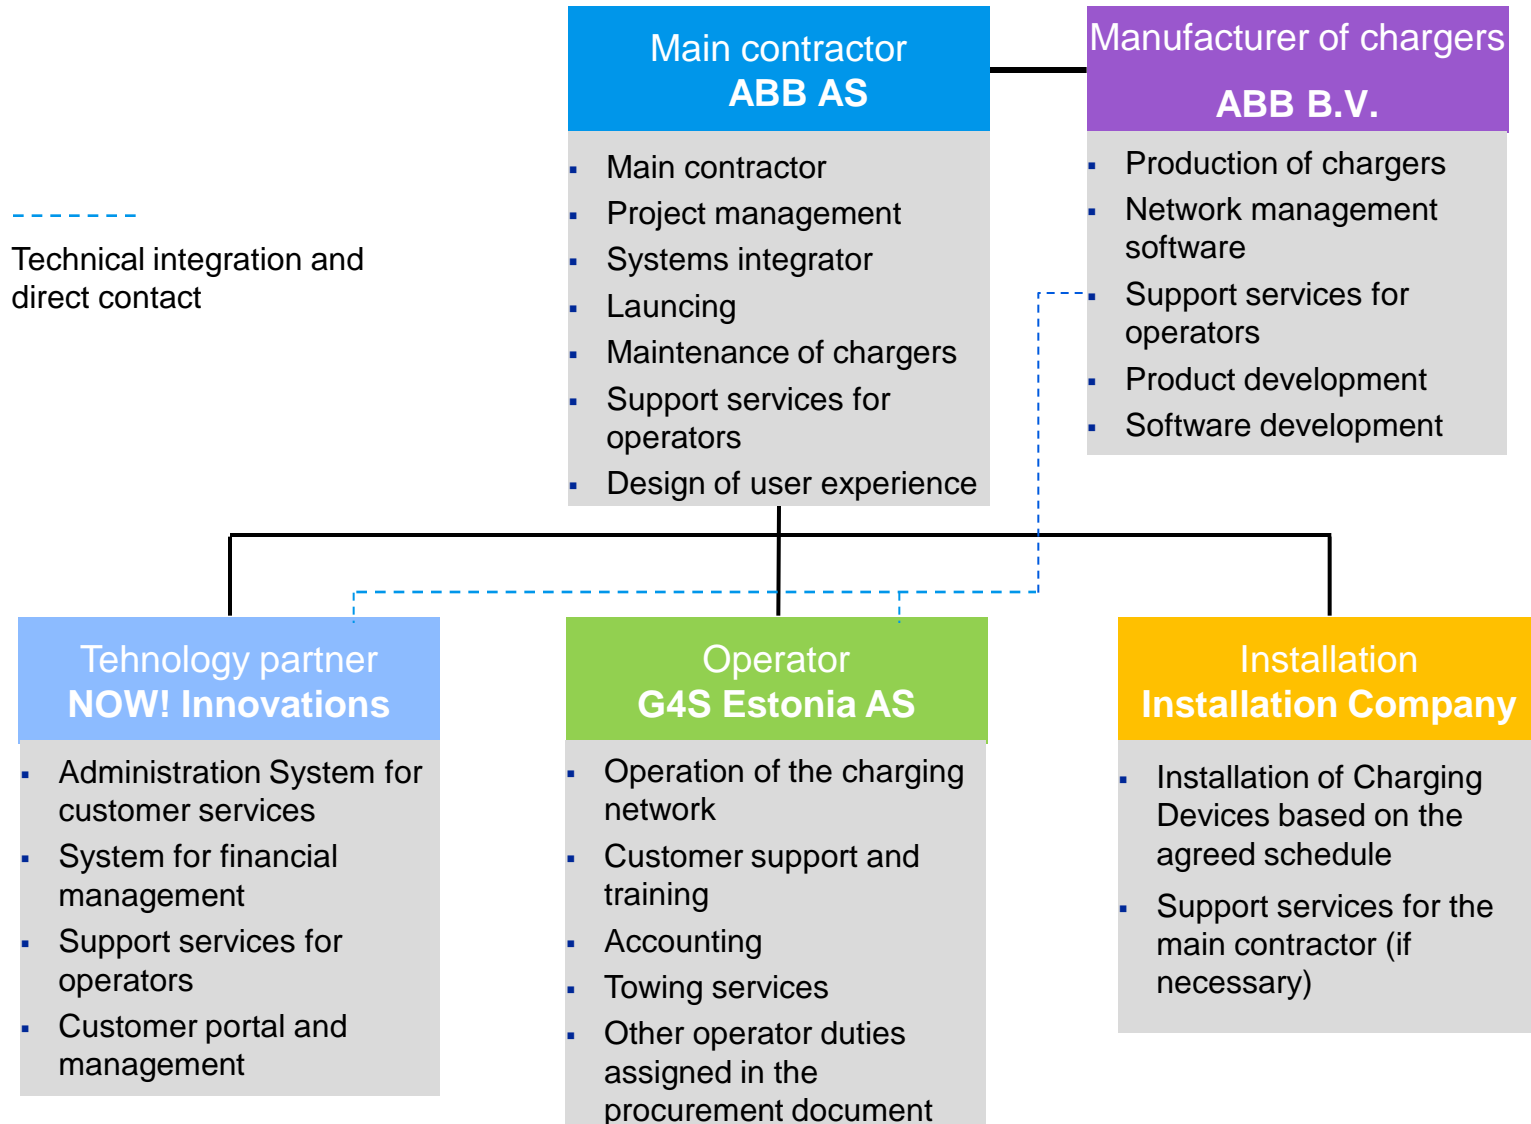 Main contractor
ABB AS
Main contractor
Project management
Systems integrator
Launcing
Maintenance of chargers
Support services for
operators
Design of user experience
Manufacturer of chargers
ABB B.V.
Production of chargers
Network management
software
Support services for
operators
Product development
Software development
Technical integration and
direct contact
Tehnology partner
NOW! Innovations
Administration System for
customer services
System for financial
management
Support services for
operators
Customer portal and
management
Operator
G4S Estonia AS
Operation of the charging
network
Customer support and
training
Accounting
Towing services
Other operator duties
assigned in the
procurement document
Installation
Installation Company
Installation of Charging
Devices based on the
agreed schedule
Support services for the
main contractor (if
necessary)